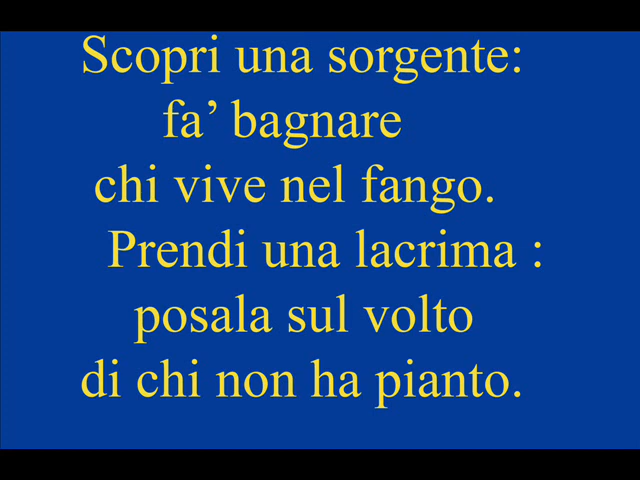 Scopri una sorgente:
fa’ bagnare
chi vive nel fango.
Prendi una lacrima :
posala sul volto
di chi non ha pianto.